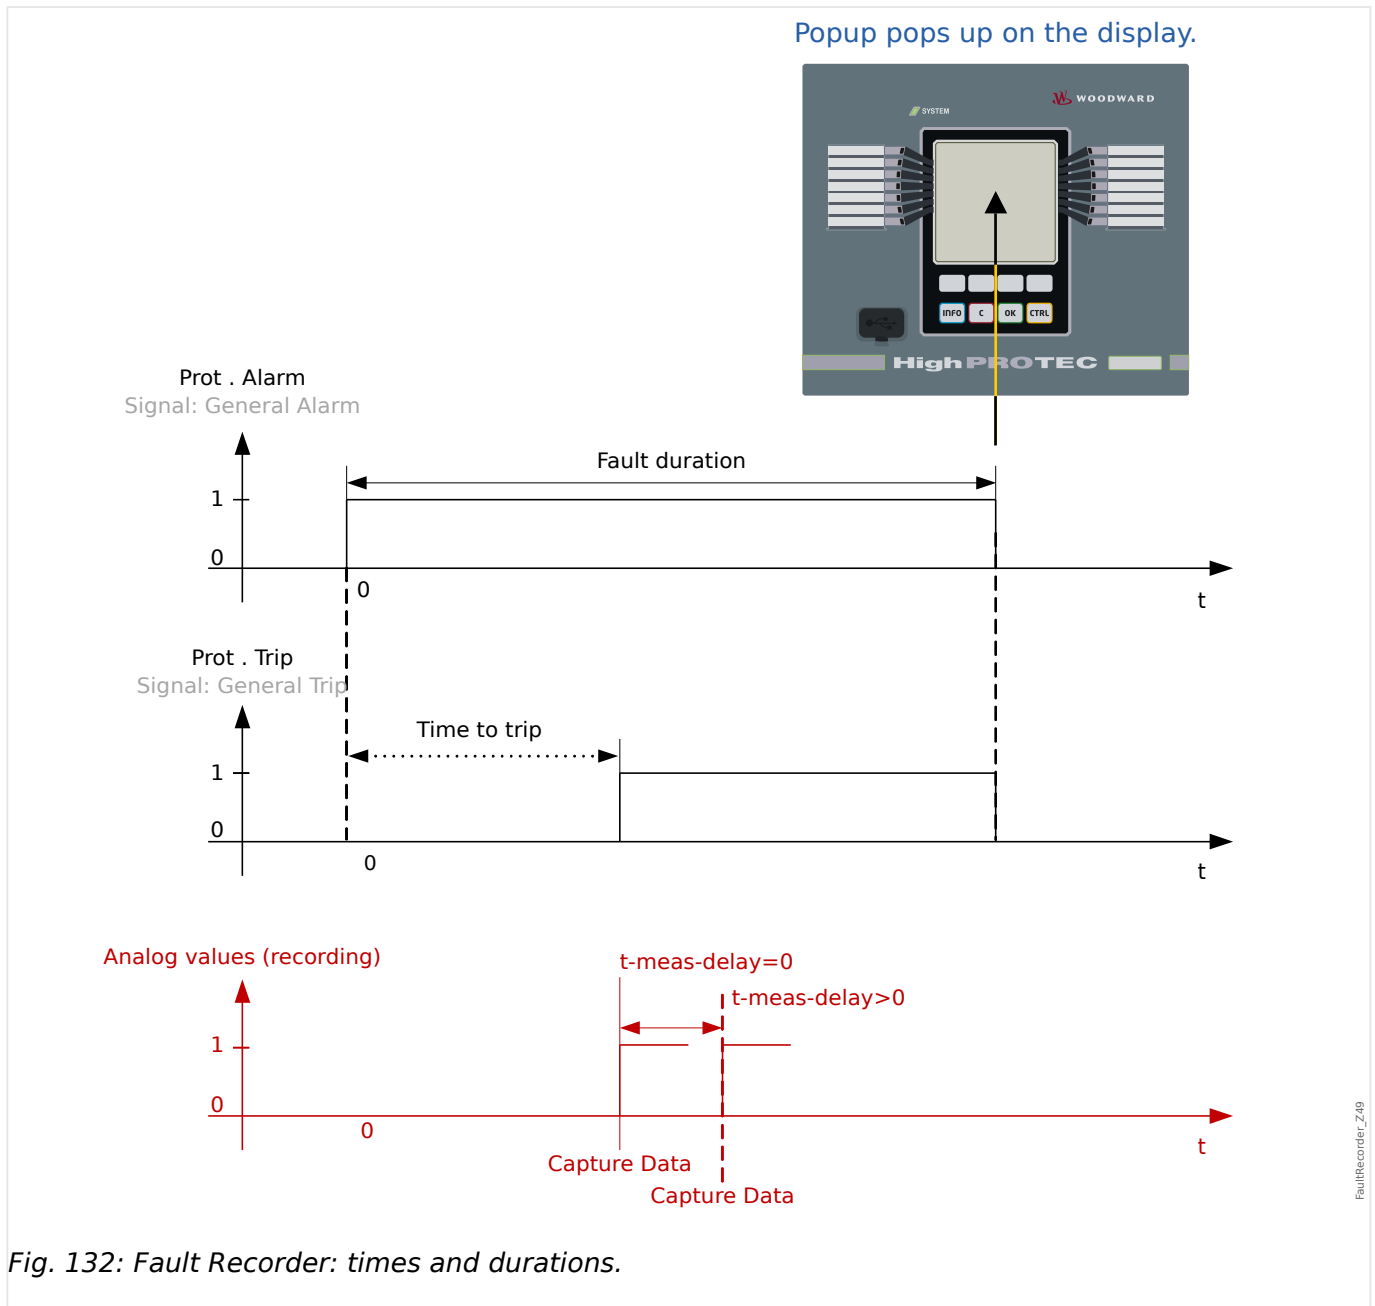 Popup pops up on the display.
WOODWARD
SYSTEM
INFO
C
OK
CTRL
HighPROTEC
Prot . Alarm
Signal: General Alarm
Fault duration
1
0
0
t
Prot . Trip
Signal: General Trip
Time to trip
1
0
0
t
Analog values (recording)
t-meas-delay=0
t-meas-delay>0
1
0
0
t
Capture Data
Capture Data
FaultRecorder_Z49
Fig. 132: Fault Recorder: times and durations.